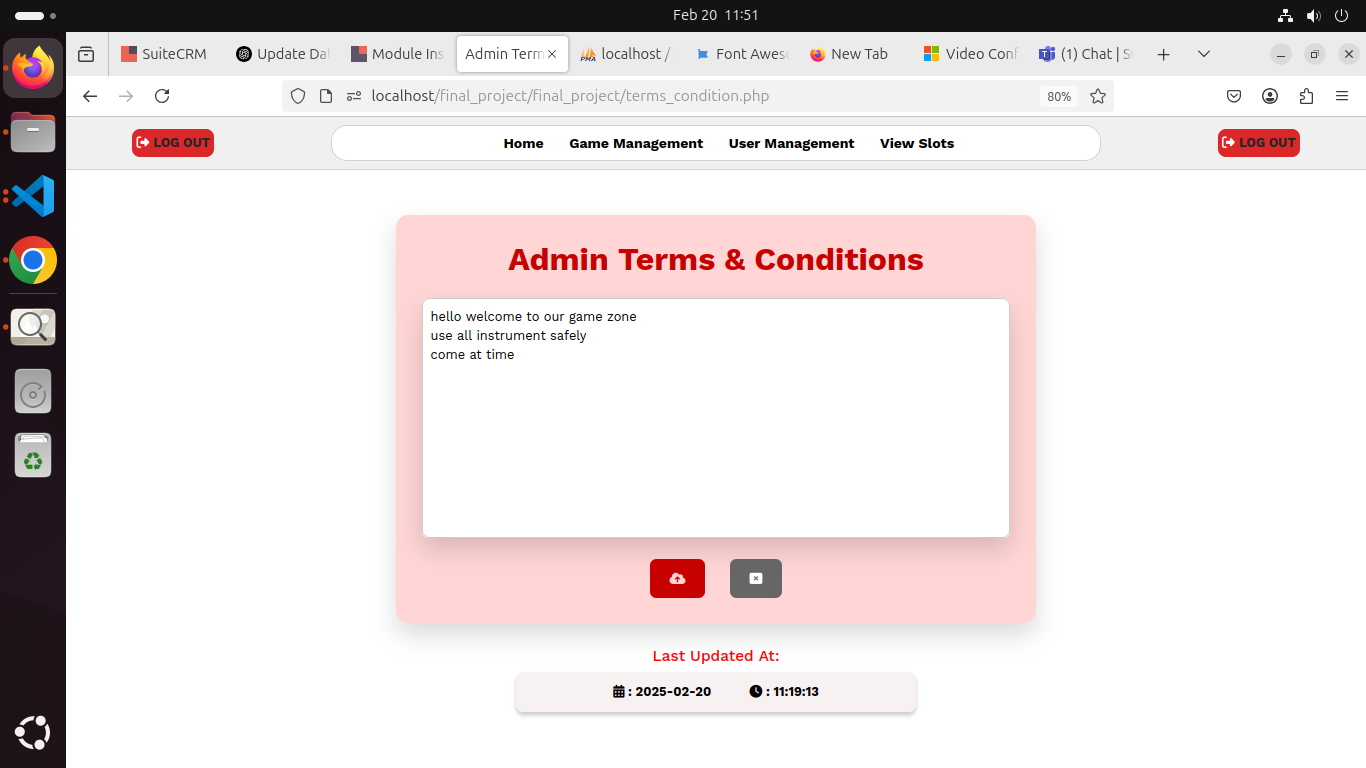 Feb 20 11:51
SuiteCRM
Update Da
Module Ins
Admin Term
localhost /
Font Awes
New Tab
Video Conf
(1) Chat | S
localhost/final_project/final_project/terms_condition.php
80%
LOG OUT
Home
Game Management
User Management
View Slots
LOG OUT
Admin Terms & Conditions
hello welcome to our game zone
use all instrument safely
come at time
Last Updated At:
: 2025-02-20
: 11:19:13